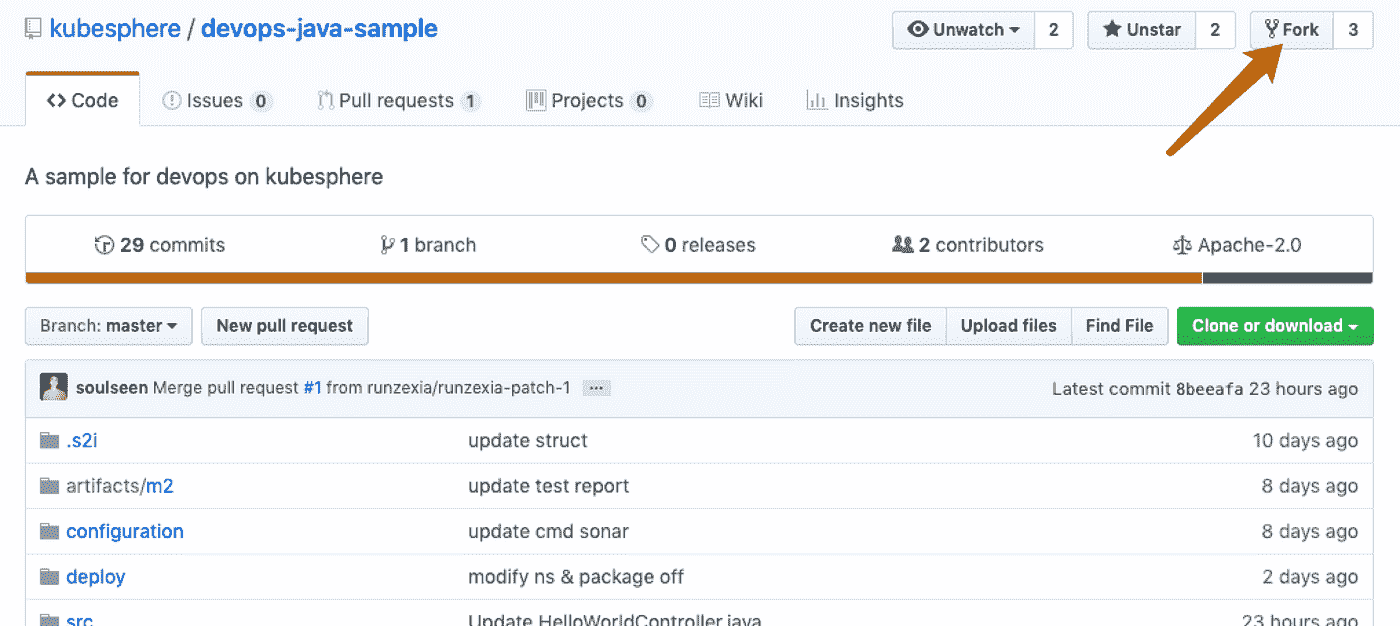 kubesphere / devops-java-sample Unwatch 2 Unstar 2 Fork 3
Code Issues 0 Pull requests 1 Projects 0 Wiki Insights
A sample for devops on kubesphere
29 commits 1 branch 0 releases 2 contributors Apache-2.0
Branch: master New pull request Create new file Upload files Find File Clone or download
soulseen Merge pull request #1 from runzexia/runzexia-patch-1 ... Latest commit 8beeafa 23 hours ago
.s2i update struct 10 days ago
artifacts/m2 update test report 8 days ago
configuration update cmd sonar 8 days ago
deploy modify ns & package off 2 days ago
src Update HelloWorldController.java 23 hours ago